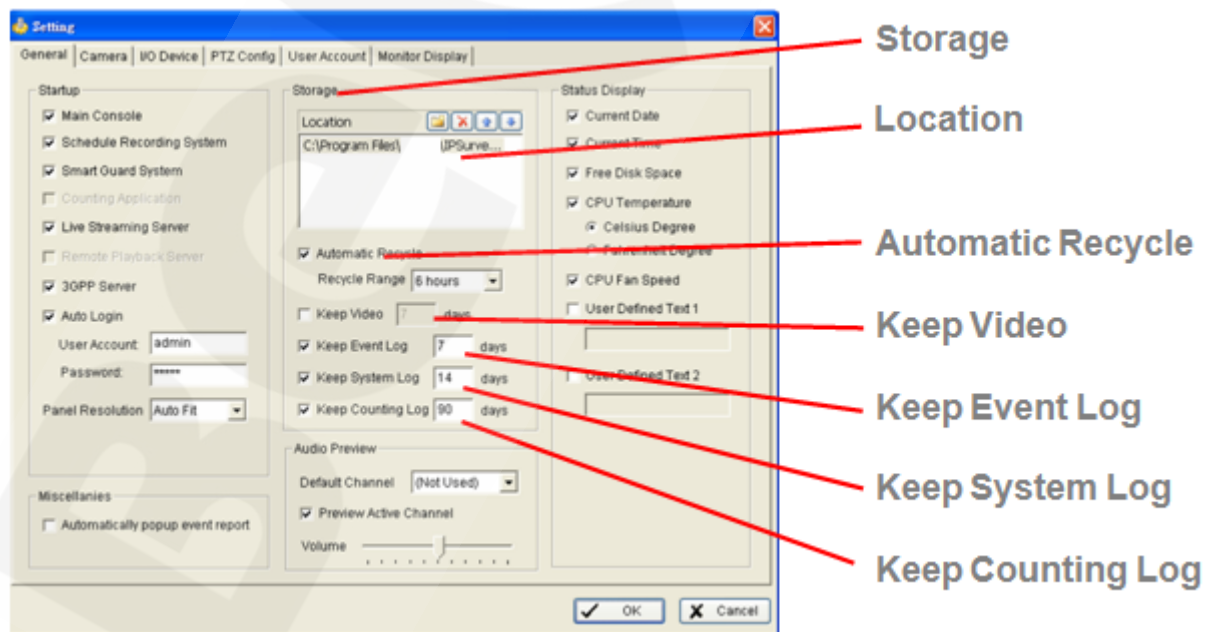 Setting
General Camera I/O Device PTZ Config User Account Monitor Display
Startup
Main Console
Schedule Recording System
Smart Guard System
Counting Application
Live Streaming Server
Remote Playback Server
3GPP Server
Auto Login
User Account admin
Password: *****
Panel Resolution Auto Fit
Miscellanies
Automatically popup event report
Storage
Location
C:\Program Files\ \IPSurve...
Automatic Recycle
Recycle Range 6 hours
Keep Video 7 days
Keep Event Log 7 days
Keep System Log 14 days
Keep Counting Log 90 days
Audio Preview
Default Channel (Not Used)
Preview Active Channel
Volume
Status Display
Current Date
Current Time
Free Disk Space
CPU Temperature
Celsius Degree
Fahrenheit Degree
CPU Fan Speed
User Defined Text 1
User Defined Text 2
OK Cancel
Storage
Location
Automatic Recycle
Keep Video
Keep Event Log
Keep System Log
Keep Counting Log